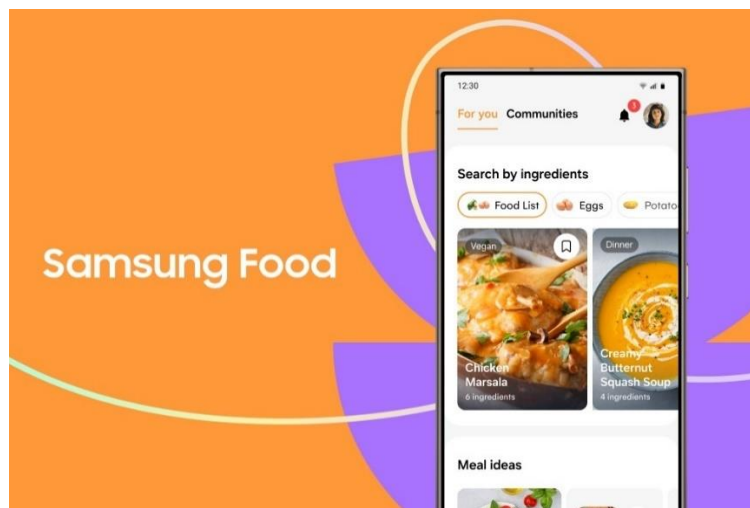 Samsung Food
12:30
For you Communities
3
Search by ingredients
Food List Eggs
Vegan
Dinner
Chicken
Marsala
6 ingredients
Creamy
Butternut
Squash Soup
4 ingredients
Meal ideas